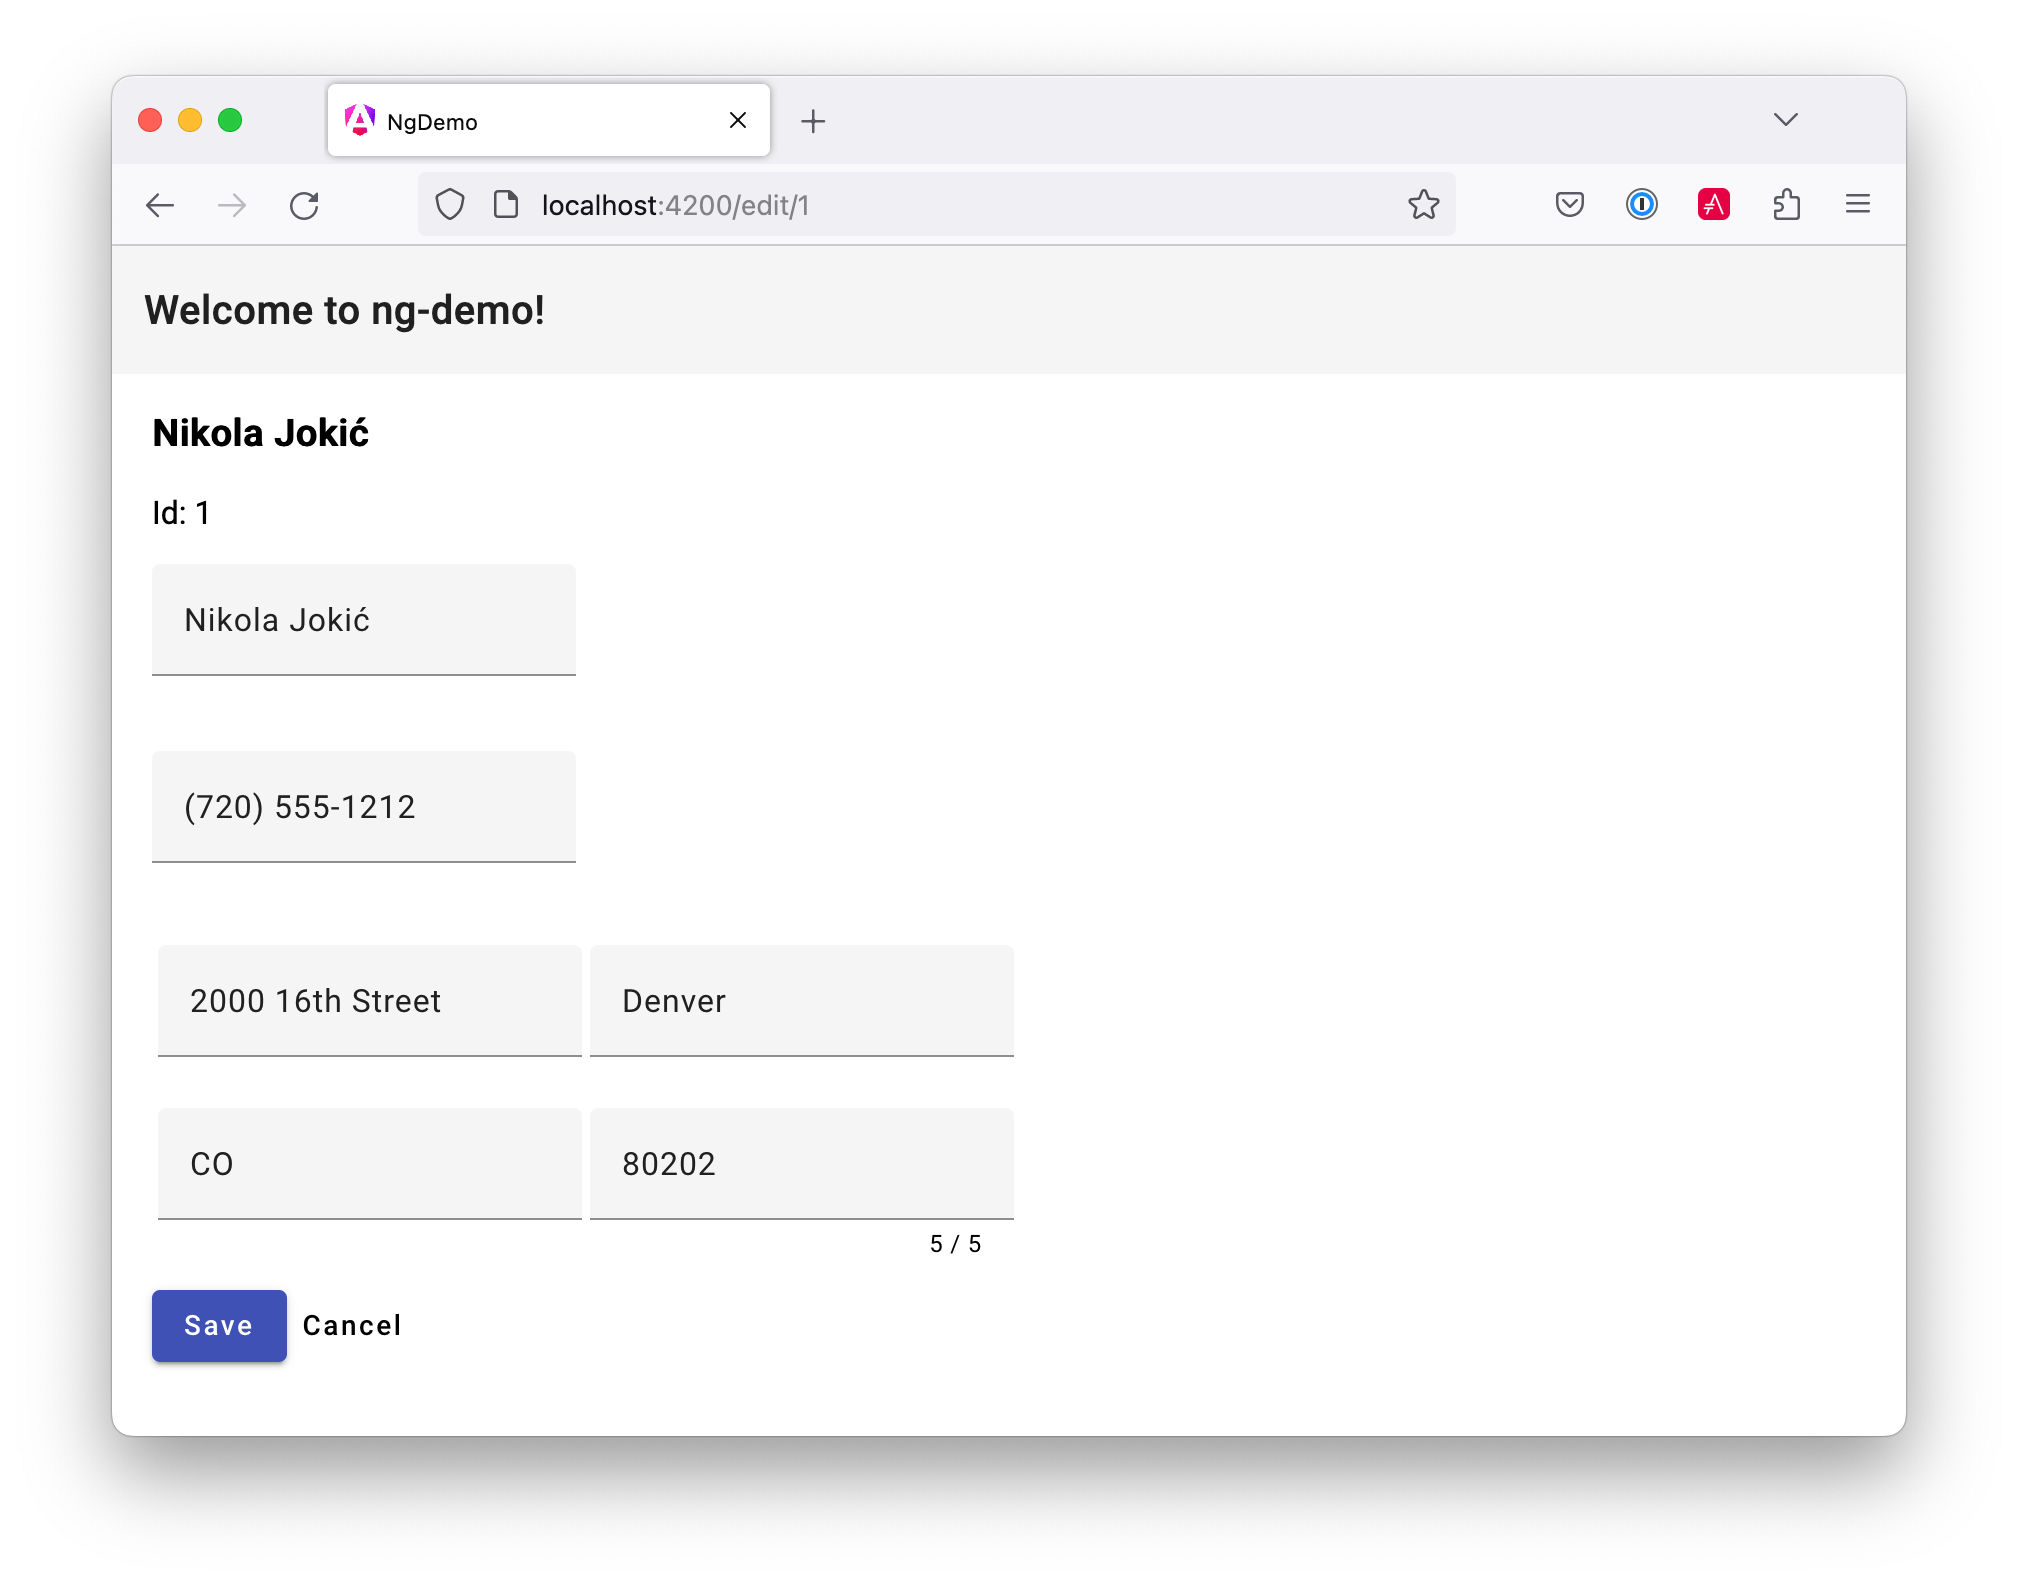 NgDemo
localhost:4200/edit/1
Welcome to ng-demo!
Nikola Jokić
Id: 1
Nikola Jokić
(720) 555-1212
2000 16th Street Denver
CO 80202
5 / 5
Save Cancel